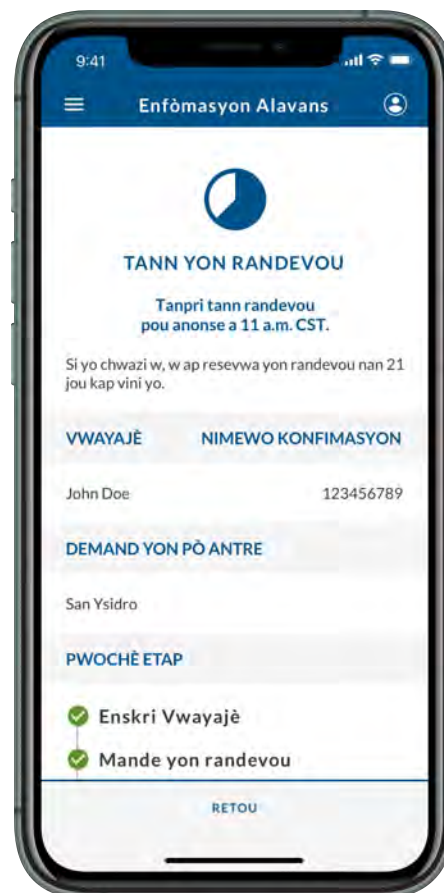 9:41
Enfòmasyon Alavans
TANN YON RANDEVOU
Tanpri tann randevou
pou anonse a 11 a.m. CST.
Si yo chwazi w, w ap resevwa yon randevou nan 21
jou kap vini yo.
VWAYAJÈ NIMEWO KONFIMASYON
John Doe 123456789
DEMAND YON PÒ ANTRE
San Ysidro
PWOCHÈ ETAP
Enskri Vwayajè
Mande yon randevou
RETOU